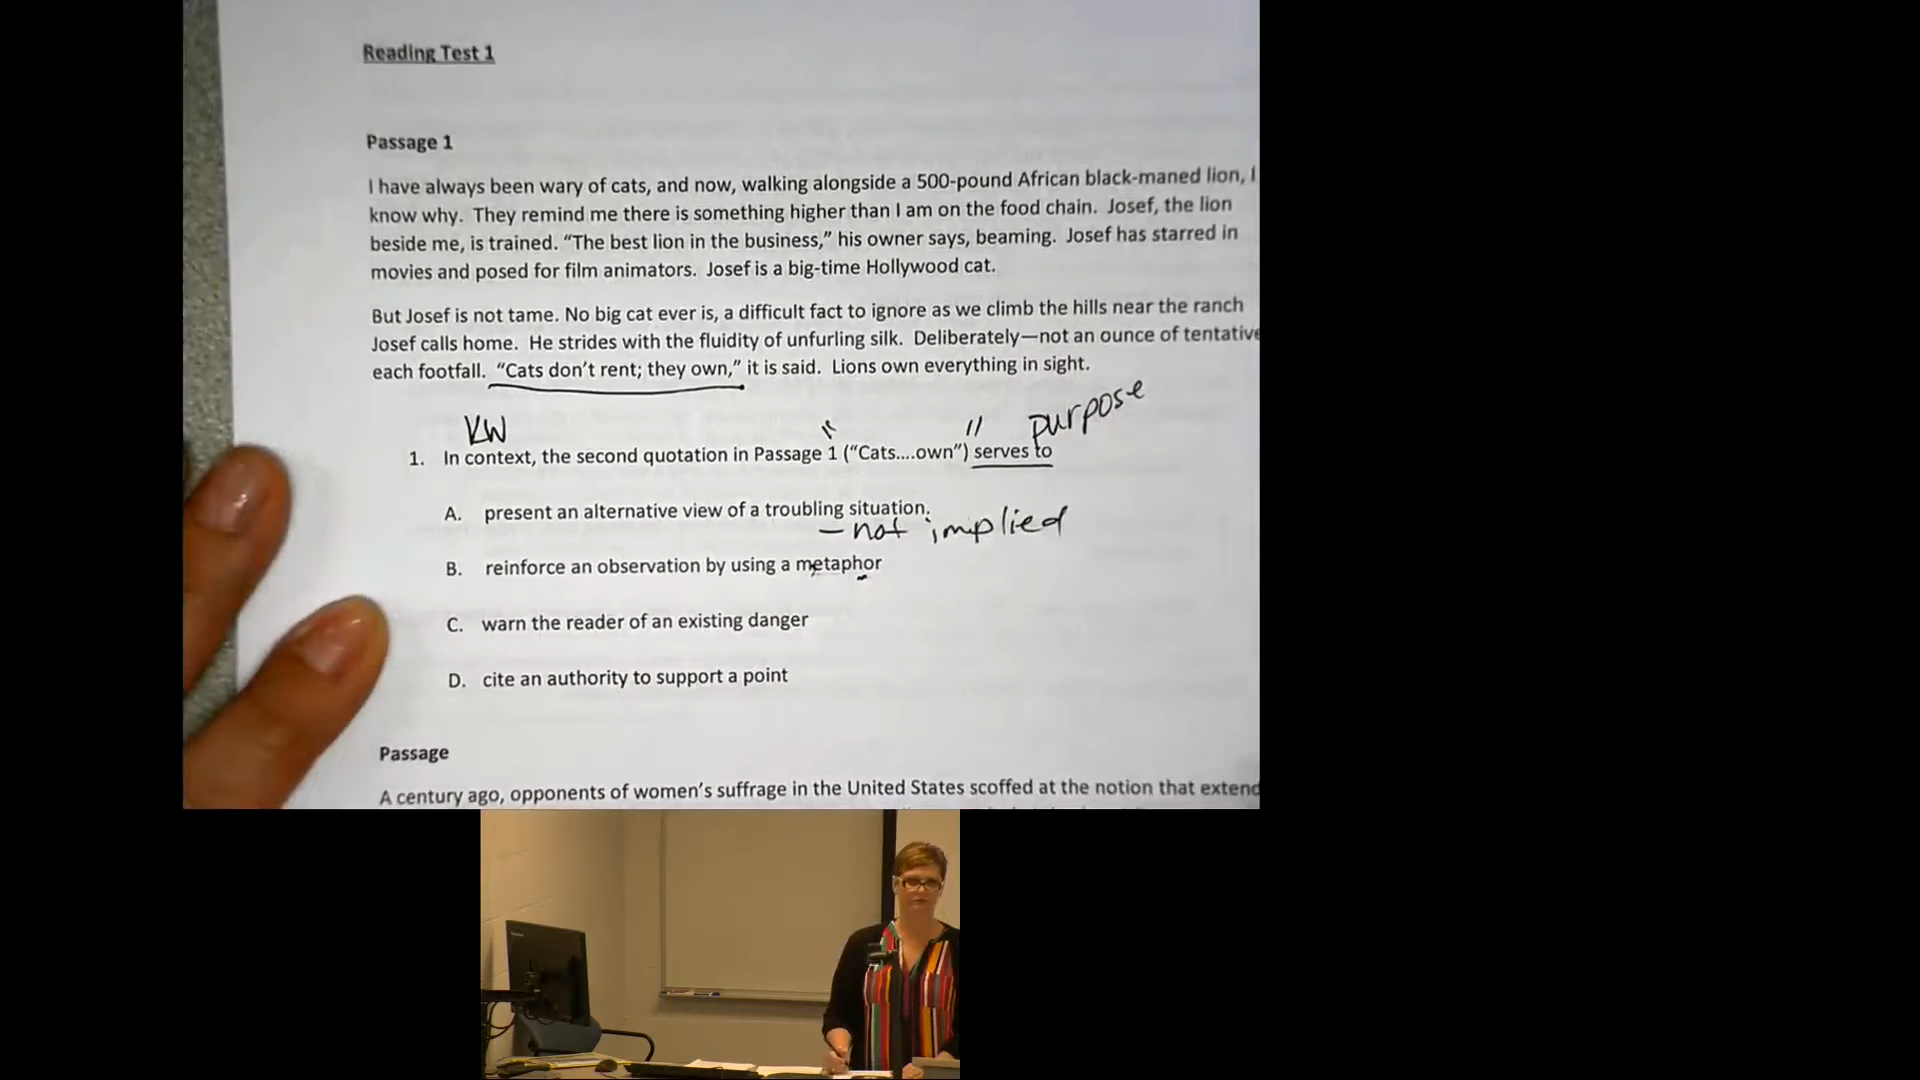 Reading Test 1
Passage 1
I have always been wary of cats, and now, walking alongside a 500-pound African black-maned lion, I
know why. They remind me there is something higher than I am on the food chain. Josef, the lion
beside me, is trained. “The best lion in the business,” his owner says, beaming. Josef has starred in
movies and posed for film animators. Josef is a big-time Hollywood cat.
But Josef is not tame. No big cat ever is, a difficult fact to ignore as we climb the hills near the ranch
Josef calls home. He strides with the fluidity of unfurling silk. Deliberately—not an ounce of tentative
each footfall. “Cats don’t rent; they own,” it is said. Lions own everything in sight.
KW purpose
1. In context, the second quotation in Passage 1 (“Cats....own”) serves to
A. present an alternative view of a troubling situation.
– not implied
B. reinforce an observation by using a metaphor
C. warn the reader of an existing danger
D. cite an authority to support a point
Passage
A century ago, opponents of women’s suffrage in the United States scoffed at the notion that extend